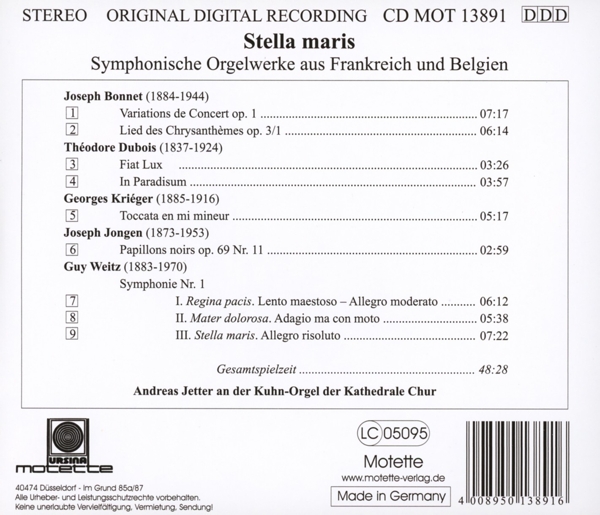 STEREO ORIGINAL DIGITAL RECORDING CD MOT 13891 DDD
Stella maris
Symphonische Orgelwerke aus Frankreich und Belgien
Joseph Bonnet (1884-1944)
1 Variations de Concert op. 1 07:17
2 Lied des Chrysanthèmes op. 3/1 06:14
Théodore Dubois (1837-1924)
3 Fiat Lux 03:26
4 In Paradisum 03:57
Georges Kriéger (1885-1916)
5 Toccata en mi mineur 05:17
Joseph Jongen (1873-1953)
6 Papillons noirs op. 69 Nr. 11 02:59
Guy Weitz (1883-1970)
Symphonie Nr. 1
7 I. Regina pacis. Lento maestoso – Allegro moderato 06:12
8 II. Mater dolorosa. Adagio ma con moto 05:38
9 III. Stella maris. Allegro risoluto 07:22
Gesamtspielzeit 48:28
Andreas Jetter an der Kuhn-Orgel der Kathedrale Chur
URSINA
motette
40474 Düsseldorf - Im Grund 85a/87
Alle Urheber- und Leistungsschutzrechte vorbehalten.
Keine unerlaubte Vervielfältigung, Vermietung, Sendung!
LC 05095
Motette
www.motette-verlag.de
Made in Germany
4 008950 138916